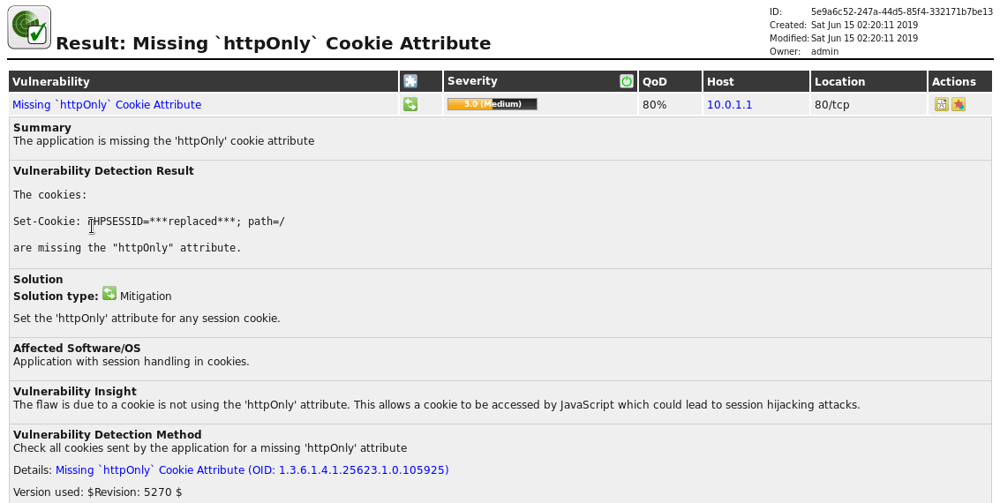 Result: Missing `httpOnly` Cookie Attribute
ID: 5e9a6c52-247a-44d5-85f4-332171b7be13
Created: Sat Jun 15 02:20:11 2019
Modified: Sat Jun 15 02:20:11 2019
Owner: admin
Vulnerability Severity QoD Host Location Actions
Missing `httpOnly` Cookie Attribute 5.0 (Medium) 80% 10.0.1.1 80/tcp
Summary
The application is missing the 'httpOnly' cookie attribute
Vulnerability Detection Result
The cookies:
Set-Cookie: PHPSESSID=***replaced***; path=/
are missing the "httpOnly" attribute.
Solution
Solution type: Mitigation
Set the 'httpOnly' attribute for any session cookie.
Affected Software/OS
Application with session handling in cookies.
Vulnerability Insight
The flaw is due to a cookie is not using the 'httpOnly' attribute. This allows a cookie to be accessed by JavaScript which could lead to session hijacking attacks.
Vulnerability Detection Method
Check all cookies sent by the application for a missing 'httpOnly' attribute
Details: Missing `httpOnly` Cookie Attribute (OID: 1.3.6.1.4.1.25623.1.0.105925)
Version used: $Revision: 5270 $